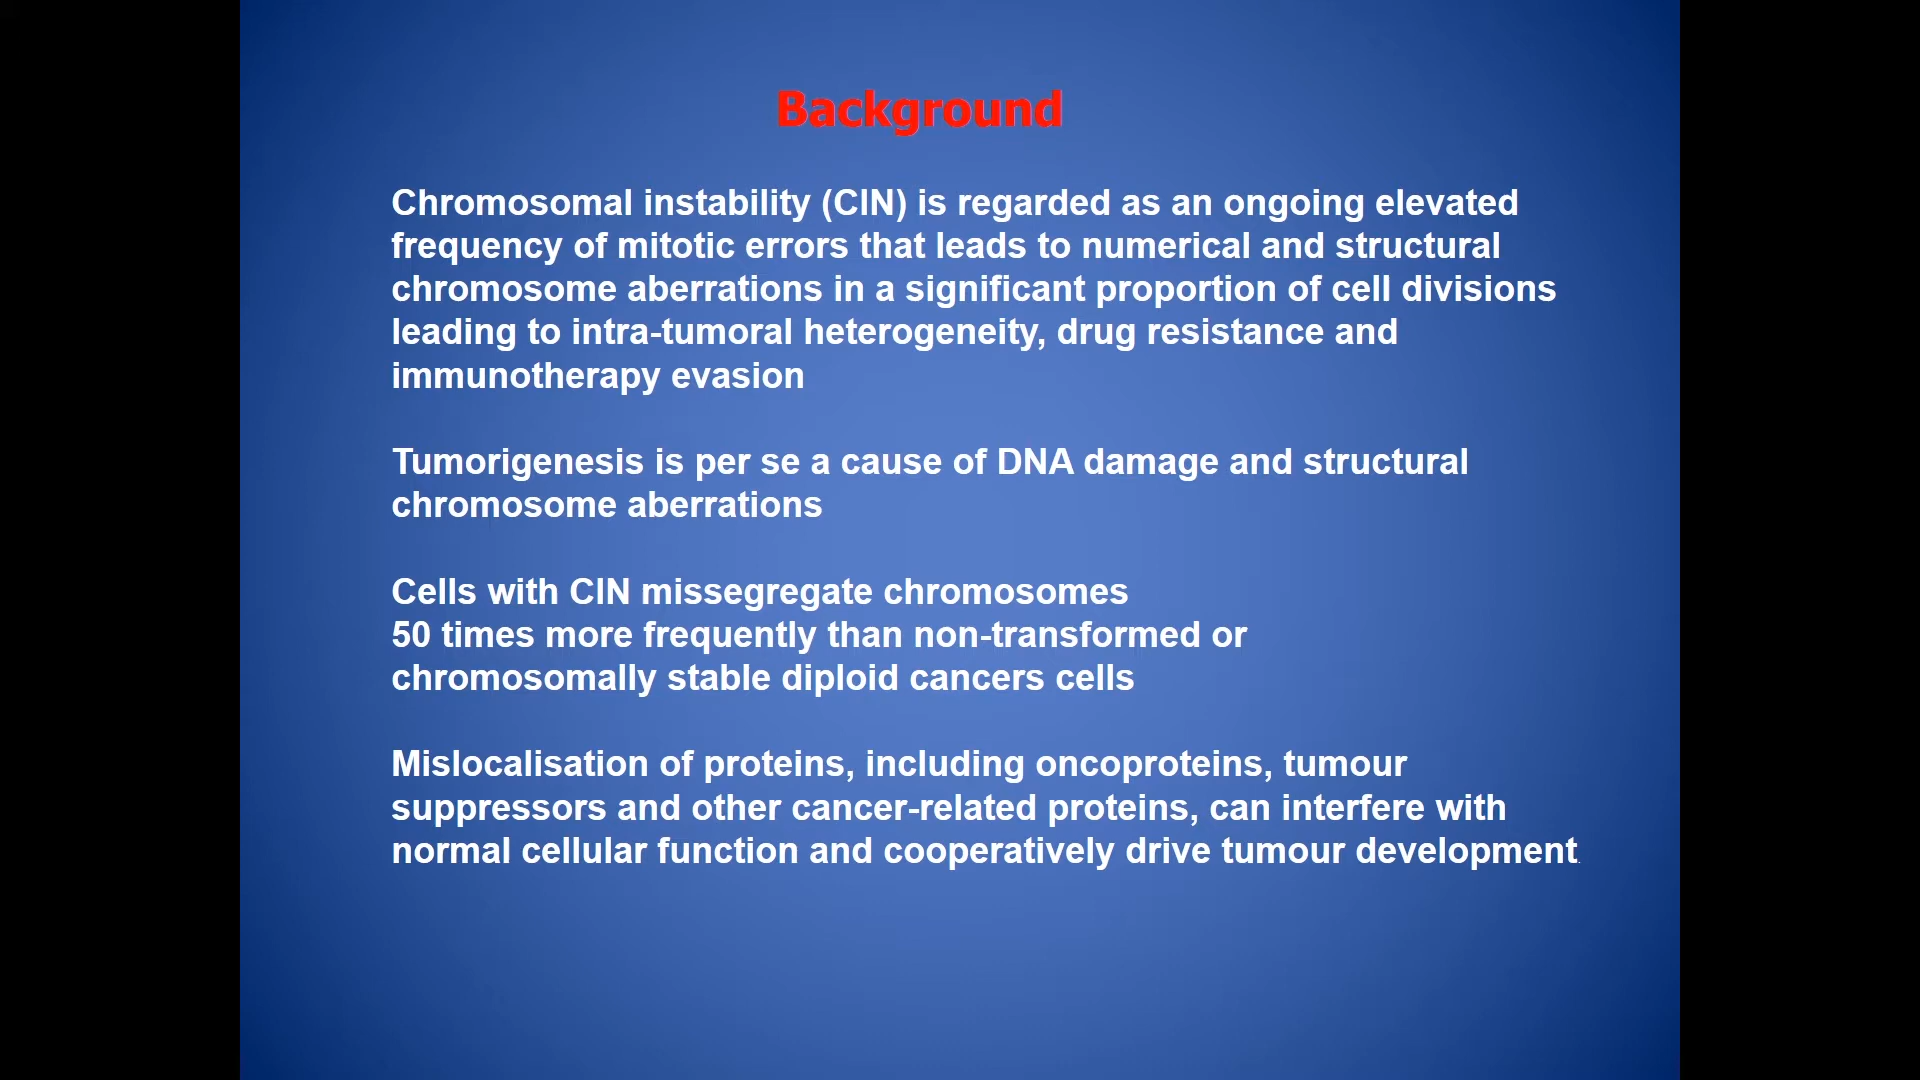 Background
Chromosomal instability (CIN) is regarded as an ongoing elevated
frequency of mitotic errors that leads to numerical and structural
chromosome aberrations in a significant proportion of cell divisions
leading to intra-tumoral heterogeneity, drug resistance and
immunotherapy evasion
Tumorigenesis is per se a cause of DNA damage and structural
chromosome aberrations
Cells with CIN missegregate chromosomes
50 times more frequently than non-transformed or
chromosomally stable diploid cancers cells
Mislocalisation of proteins, including oncoproteins, tumour
suppressors and other cancer-related proteins, can interfere with
normal cellular function and cooperatively drive tumour development.